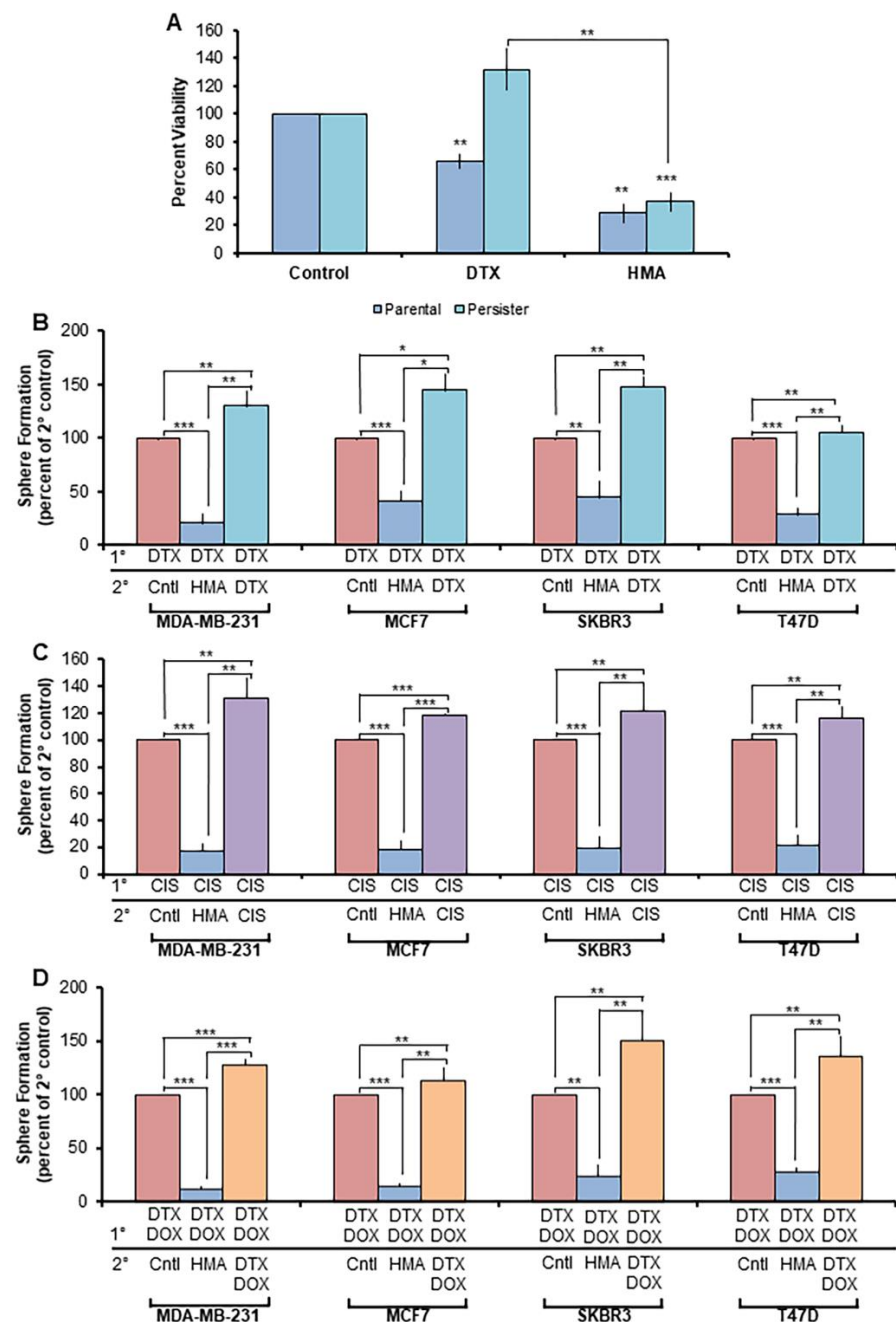 A
Percent Viability
160
140
120
100
80
60
40
20
0
**
**
**
***
Control DTX HMA
Parental Persister
B
Sphere Formation
(percent of 2° control)
200
150
100
50
0
** * ** **
** * ** **
*** *** ** ***
1° DTX DTX DTX DTX DTX DTX DTX DTX DTX DTX DTX DTX
2° Cntl HMA DTX Cntl HMA DTX Cntl HMA DTX Cntl HMA DTX
MDA-MB-231 MCF7 SKBR3 T47D
C
Sphere Formation
(percent of 2° control)
160
140
120
100
80
60
40
20
0
** *** ** **
** *** ** **
*** *** *** ***
1° CIS CIS CIS CIS CIS CIS CIS CIS CIS CIS CIS CIS
2° Cntl HMA CIS Cntl HMA CIS Cntl HMA CIS Cntl HMA CIS
MDA-MB-231 MCF7 SKBR3 T47D
D
Sphere Formation
(percent of 2° control)
200
150
100
50
0
*** ** ** **
*** ** ** **
*** *** ** ***
DTX DTX DTX DTX DTX DTX DTX DTX DTX DTX DTX DTX
1° DOX DOX DOX DOX DOX DOX DOX DOX DOX DOX DOX DOX
2° Cntl HMA DTX Cntl HMA DTX Cntl HMA DTX Cntl HMA DTX
DOX DOX DOX DOX
MDA-MB-231 MCF7 SKBR3 T47D